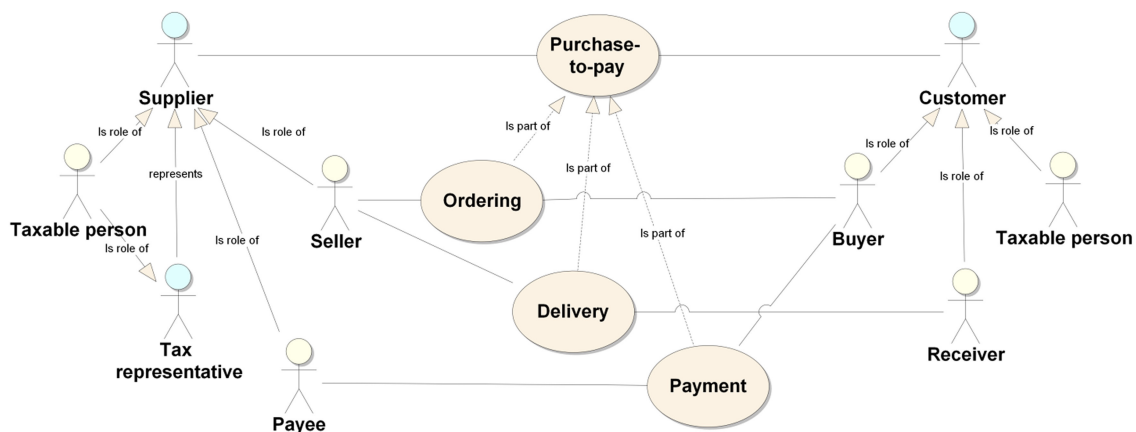 Purchase-
to-pay
Supplier
Customer
Is role of
Is role of
Is part of
Is role of
Is role of
represents
Is part of
Is role of
Ordering
Taxable person
Seller
Buyer
Taxable person
Is role of
Is role of
Is part of
Delivery
Tax
representative
Receiver
Payment
Payee